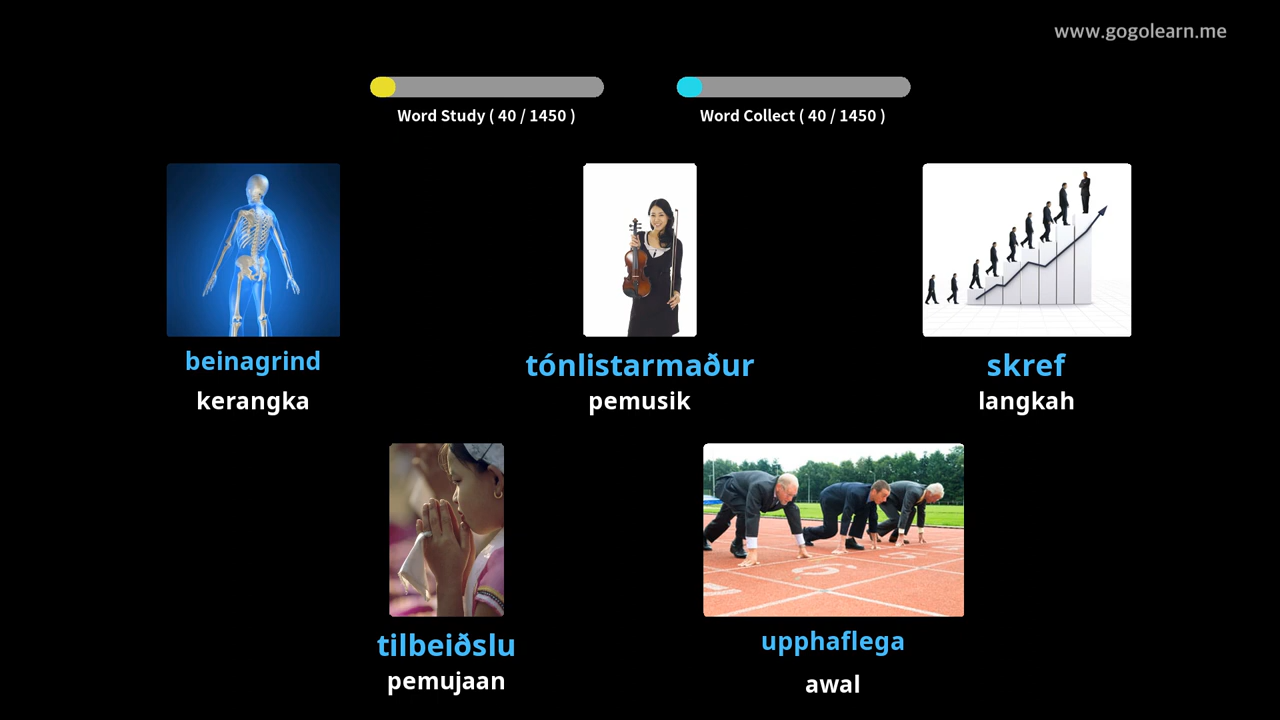 www.gogolearn.me
Word Study ( 40 / 1450 )
Word Collect ( 40 / 1450 )
beinagrind
kerangka
tónlistarmaður
pemusik
skref
langkah
tilbeiðslu
pemujaan
upphaflega
awal